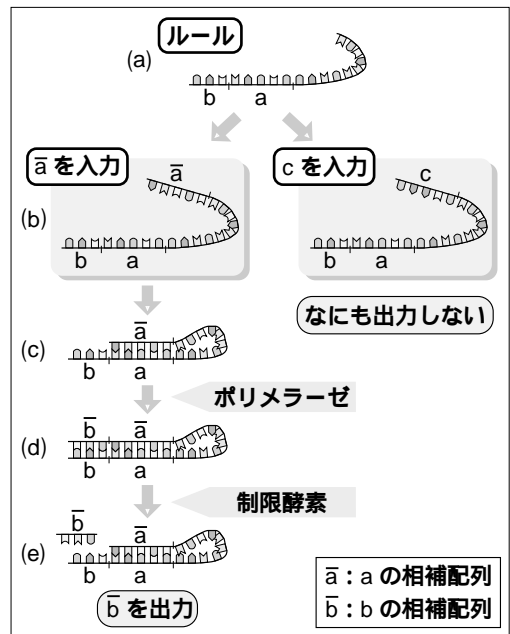 ルール
(a)
b a
a̅ を入力
a̅
c を入力
c
(b)
b a
b a
なにも出力しない
a̅
(c)
b a
ポリメラーゼ
b̅ a̅
(d)
b a
制限酵素
b̅
a̅
(e)
b a
b̅ を出力
a̅ : a の相補配列
b̅ : b の相補配列